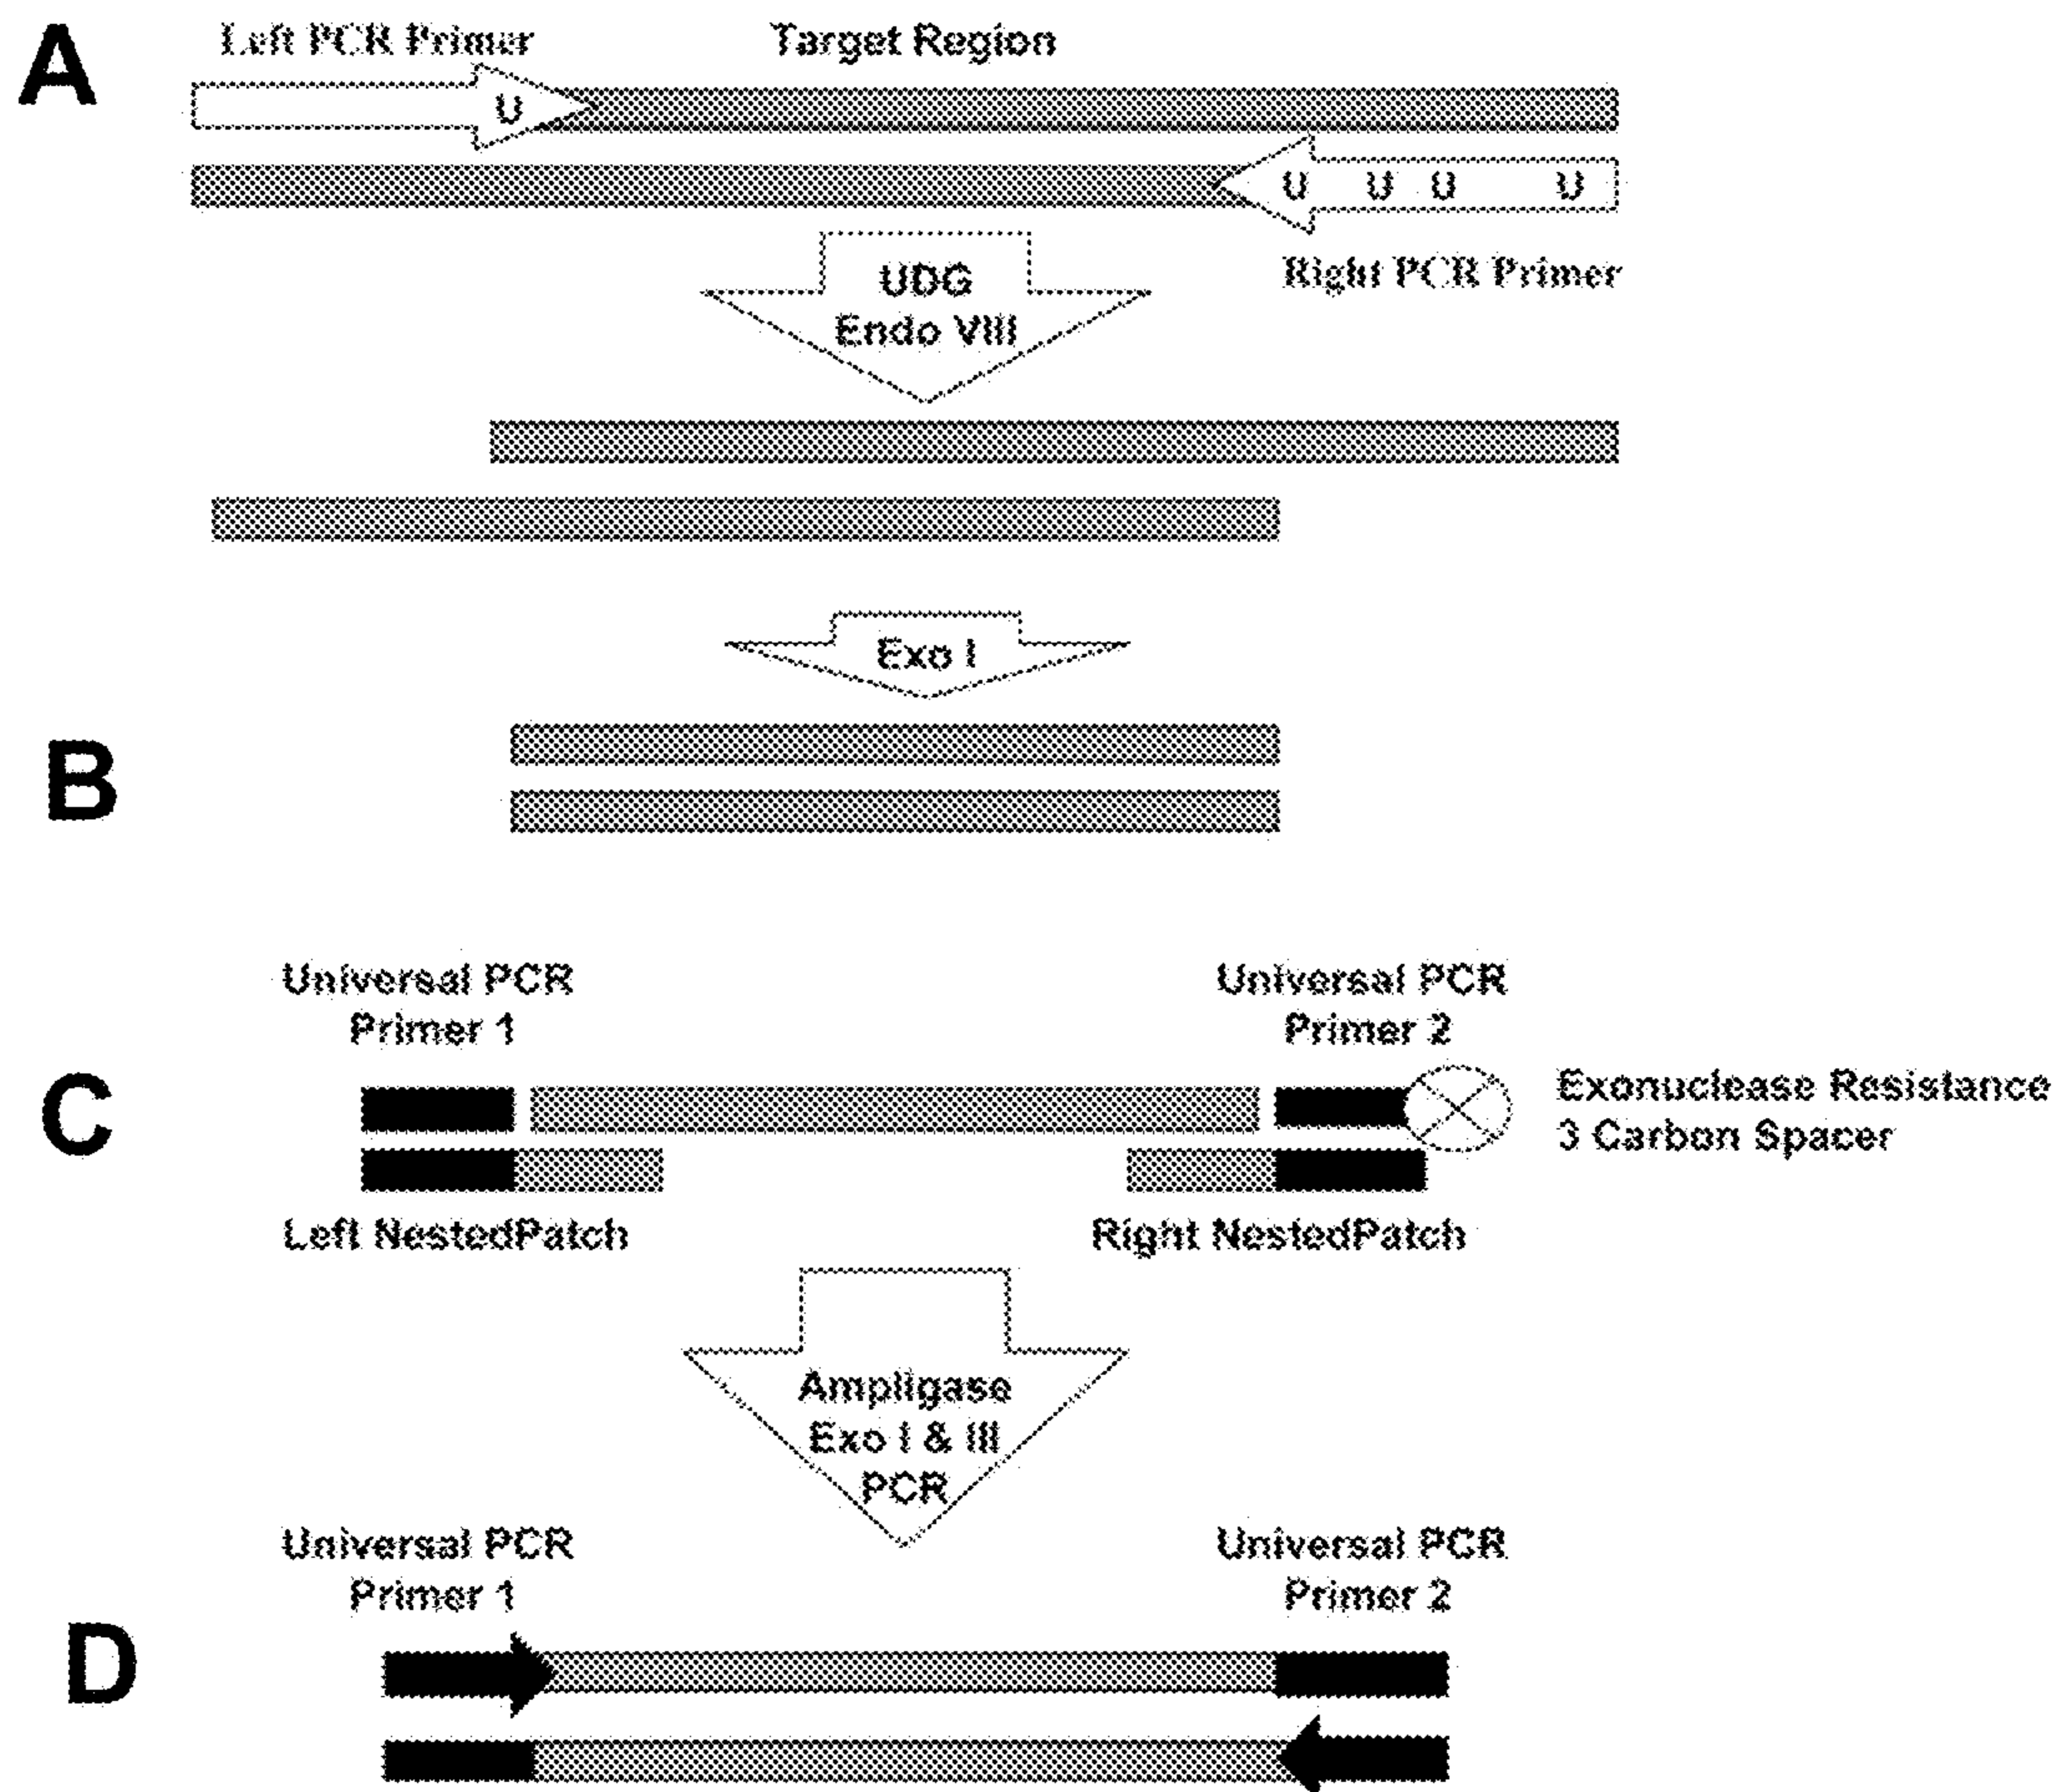 A
Left PCR Primer
Target Region
U
U U U U
Right PCR Primer
UDG
Endo VIII
Exo I
B
Universal PCR
Primer 1
Universal PCR
Primer 2
C
Exonuclease Resistance
3 Carbon Spacer
Left NestedPatch
Right NestedPatch
Ampligase
Exo I & III
PCR
Universal PCR
Primer 1
Universal PCR
Primer 2
D